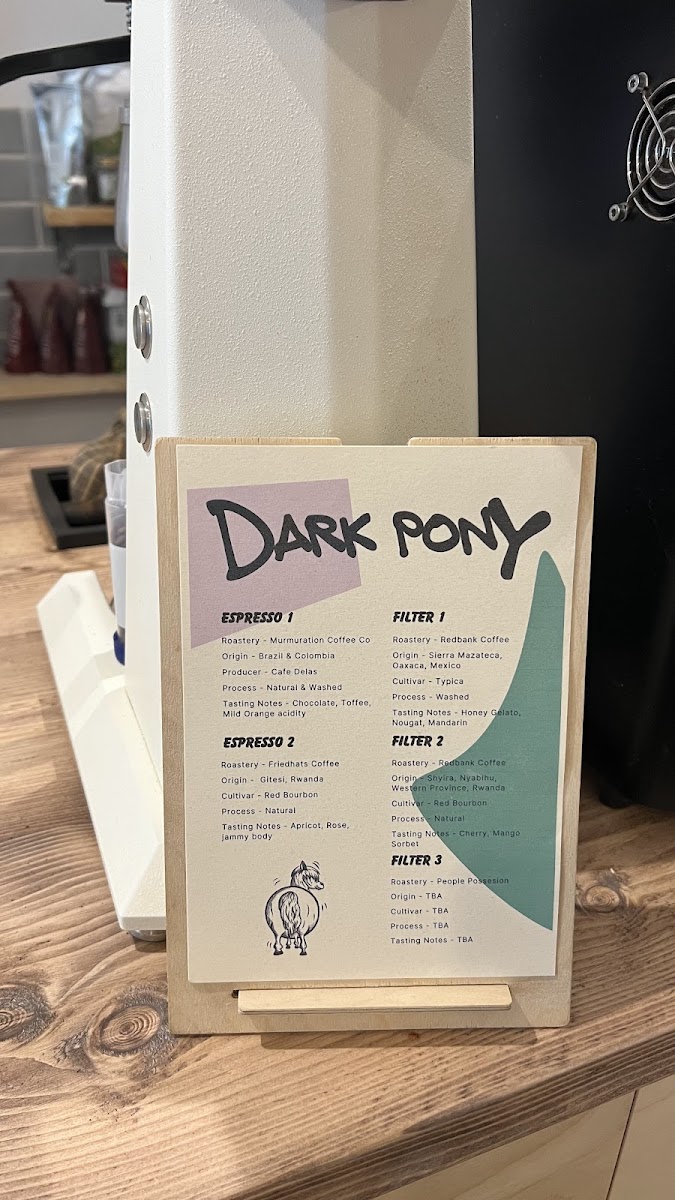 DARK PONY
ESPRESSO 1
Roastery - Murmuration Coffee Co
Origin - Brazil & Colombia
Producer - Cafe Delas
Process - Natural & Washed
Tasting Notes - Chocolate, Toffee,
Mild Orange acidity
ESPRESSO 2
Roastery - Friedhats Coffee
Origin - Gitesi, Rwanda
Cultivar - Red Bourbon
Process - Natural
Tasting Notes - Apricot, Rose,
jammy body
FILTER 1
Roastery - Redbank Coffee
Origin - Sierra Mazateca,
Oaxaca, Mexico
Cultivar - Typica
Process - Washed
Tasting Notes - Honey Gelato,
Nougat, Mandarin
FILTER 2
Roastery - Redbank Coffee
Origin - Shyira, Nyabihu,
Western Province, Rwanda
Cultivar - Red Bourbon
Process - Natural
Tasting Notes - Cherry, Mango
Sorbet
FILTER 3
Roastery - People Possesion
Origin - TBA
Cultivar - TBA
Process - TBA
Tasting Notes - TBA